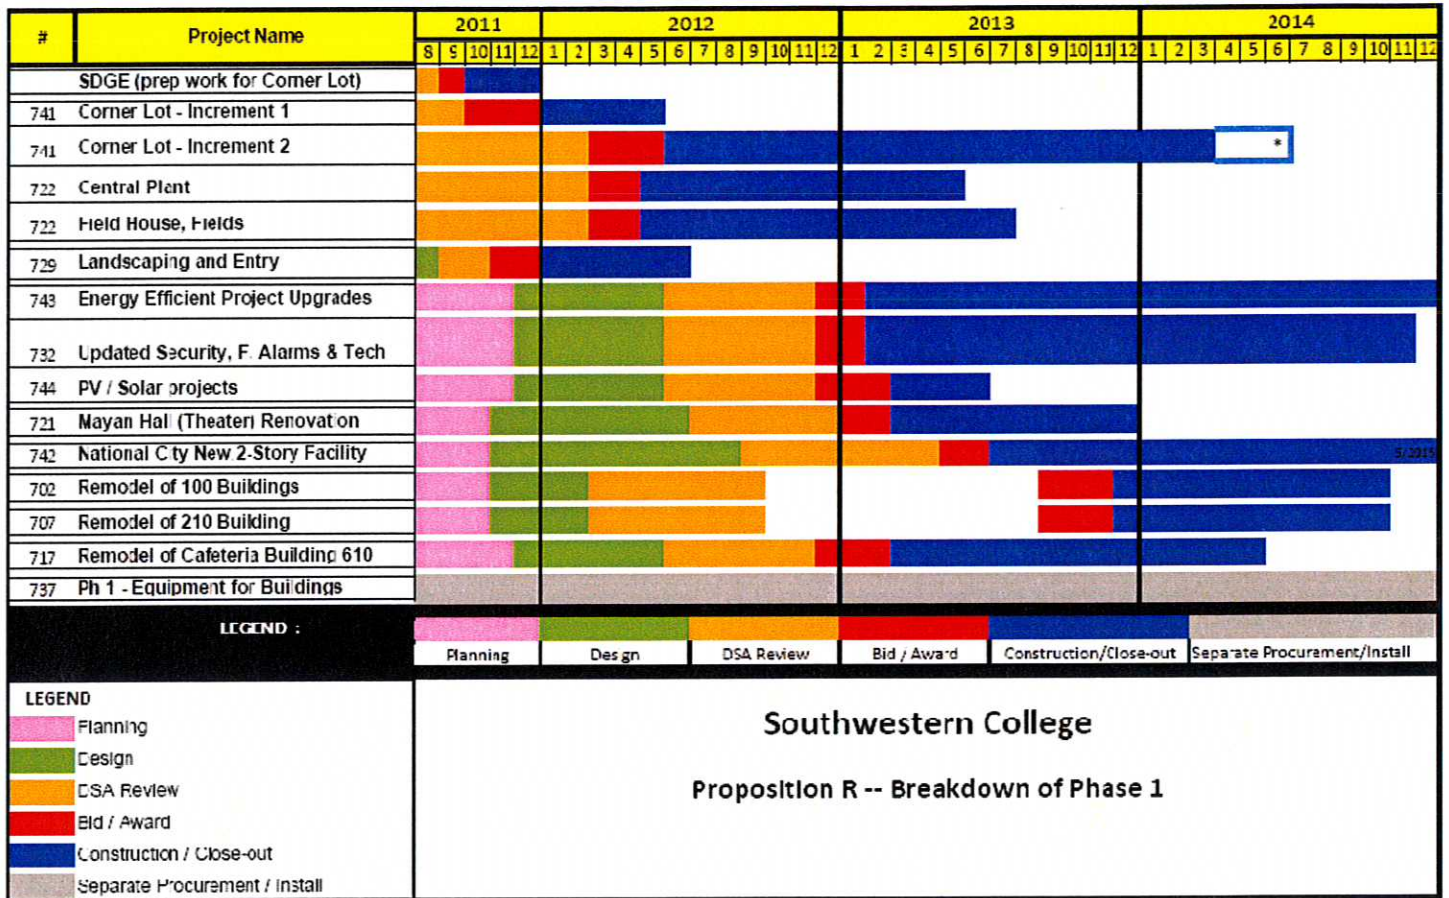 # Project Name 2011 2012 2013 2014
8 9 10 11 12 1 2 3 4 5 6 7 8 9 10 11 12 1 2 3 4 5 6 7 8 9 10 11 12 1 2 3 4 5 6 7 8 9 10 11 12
SDGE (prep work for Corner Lot)
741 Corner Lot - Increment 1
741 Corner Lot - Increment 2 *
722 Central Plant
722 Field House, Fields
729 Landscaping and Entry
743 Energy Efficient Project Upgrades
732 Updated Security, F. Alarms & Tech
744 PV / Solar projects
721 Mayan Hall (Theater) Renovation
742 National City New 2-Story Facility 5/2015
702 Remodel of 100 Buildings
707 Remodel of 210 Building
717 Remodel of Cafeteria Building 610
737 Ph 1 - Equipment for Buildings
LEGEND :
Planning Design DSA Review Bid / Award Construction/Close-out Separate Procurement/Install
LEGEND
Planning
Design
DSA Review
Bid / Award
Construction / Close-out
Separate Procurement / Install
Southwestern College
Proposition R -- Breakdown of Phase 1